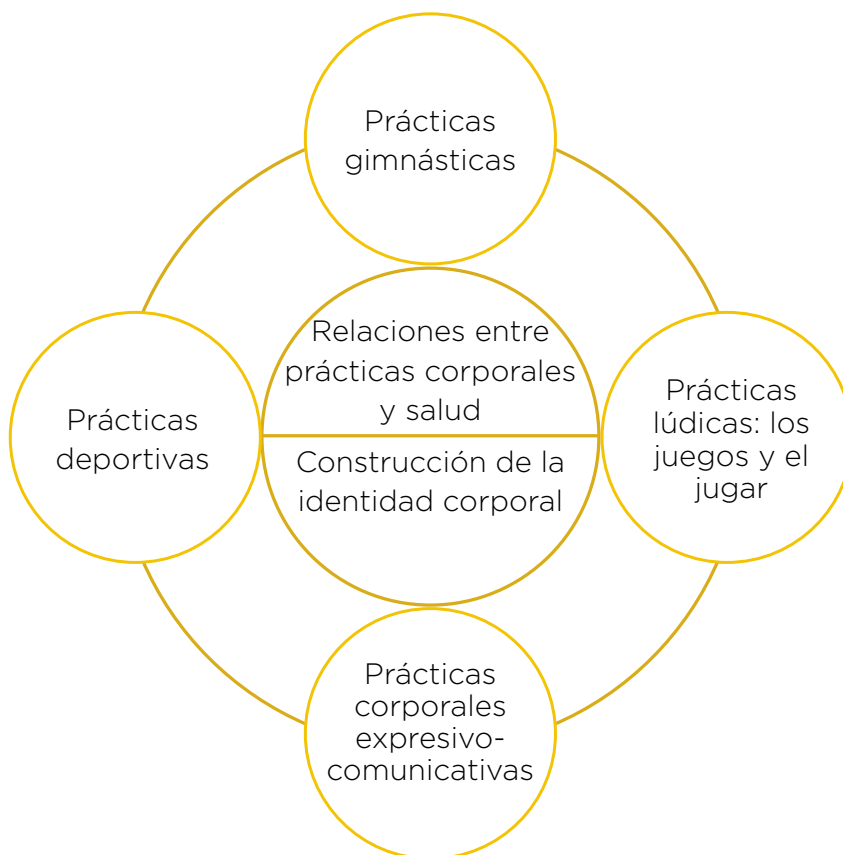 Prácticas
gimnásticas
Relaciones entre
prácticas corporales
y salud
Construcción de la
identidad corporal
Prácticas
deportivas
Prácticas
lúdicas: los
juegos y el
jugar
Prácticas
corporales
expresivo-
comunicativas